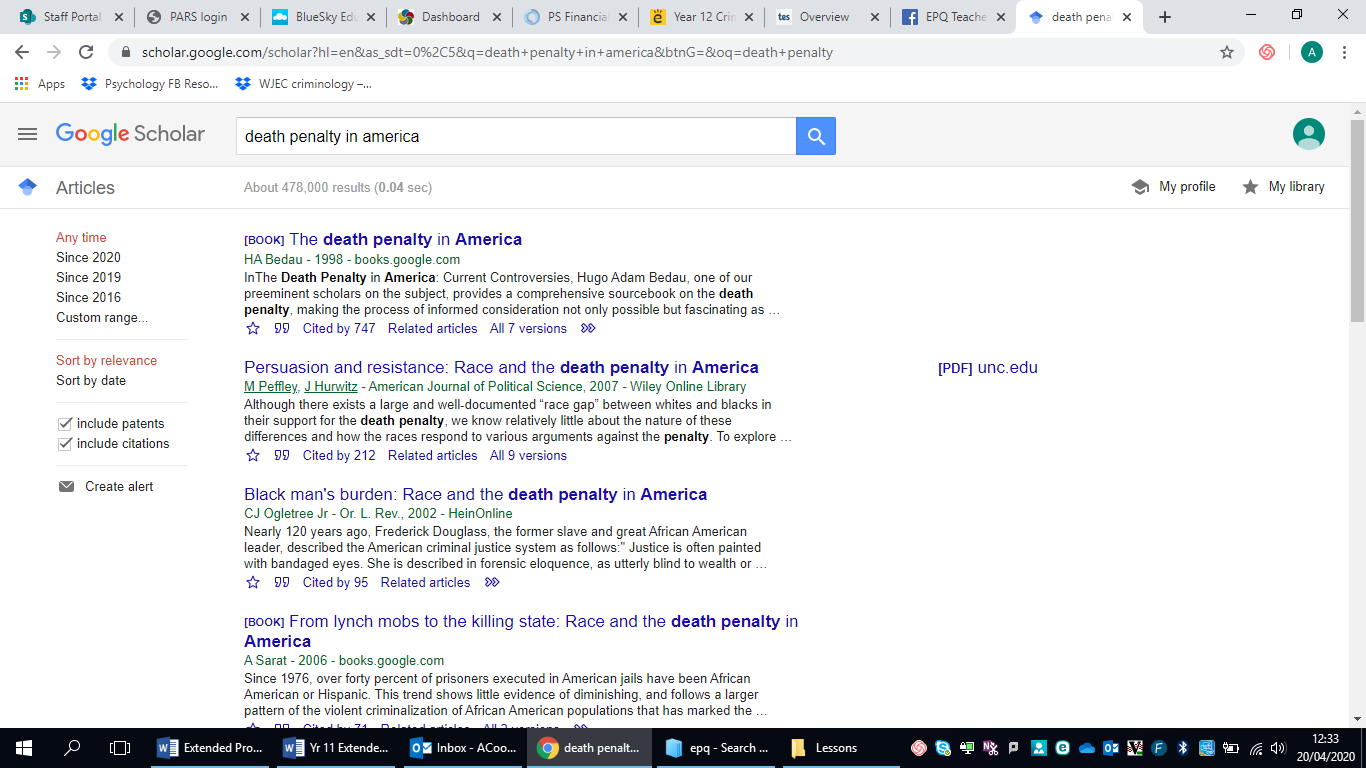 Staff Portal
PARS login
BlueSky Edu
Dashboard
PS Financial
Year 12 Crim
tes Overview
EPQ Teache
death pena
scholar.google.com/scholar?hl=en&as_sdt=0%2C5&q=death+penalty+in+america&btnG=&oq=death+penalty
A
Apps
Psychology FB Reso...
WJEC criminology –...
Google Scholar
death penalty in america
Articles
About 478,000 results (0.04 sec)
My profile
My library
Any time
Since 2020
Since 2019
Since 2016
Custom range...
Sort by relevance
Sort by date
include patents
include citations
Create alert
[BOOK] The death penalty in America
HA Bedau - 1998 - books.google.com
InThe Death Penalty in America: Current Controversies, Hugo Adam Bedau, one of our
preeminent scholars on the subject, provides a comprehensive sourcebook on the death
penalty, making the process of informed consideration not only possible but fascinating as …
Cited by 747 Related articles All 7 versions
Persuasion and resistance: Race and the death penalty in America
[PDF] unc.edu
M Peffley, J Hurwitz - American Journal of Political Science, 2007 - Wiley Online Library
Although there exists a large and well-documented “race gap” between whites and blacks in
their support for the death penalty, we know relatively little about the nature of these
differences and how the races respond to various arguments against the penalty. To explore …
Cited by 212 Related articles All 9 versions
Black man's burden: Race and the death penalty in America
CJ Ogletree Jr - Or. L. Rev., 2002 - HeinOnline
Nearly 120 years ago, Frederick Douglass, the former slave and great African American
leader, described the American criminal justice system as follows:" Justice is often painted
with bandaged eyes. She is described in forensic eloquence, as utterly blind to wealth or …
Cited by 95 Related articles
[BOOK] From lynch mobs to the killing state: Race and the death penalty in
America
A Sarat - 2006 - books.google.com
Since 1976, over forty percent of prisoners executed in American jails have been African
American or Hispanic. This trend shows little evidence of diminishing, and follows a larger
pattern of the violent criminalization of African American populations that has marked the …
Cited by 71 Related articles All 3 versions
Extended Pro...
Yr 11 Extende...
Inbox - ACoo...
death penalt...
epq - Search ...
Lessons
12:33
20/04/2020